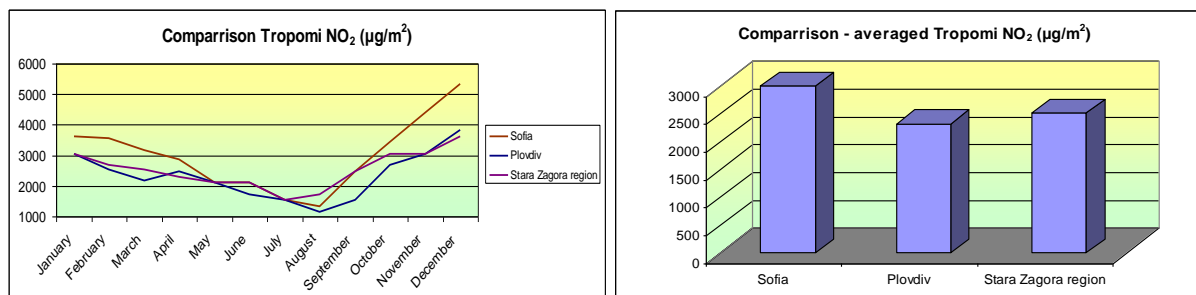 Comparrison Tropomi NO₂ (µg/m²)
6000
5000
4000
3000
2000
1000
January
February
March
April
May
June
July
August
September
October
November
December
Sofia
Plovdiv
Stara Zagora region
Comparrison - averaged Tropomi NO₂ (µg/m²)
3000
2500
2000
1500
1000
500
0
Sofia
Plovdiv
Stara Zagora region